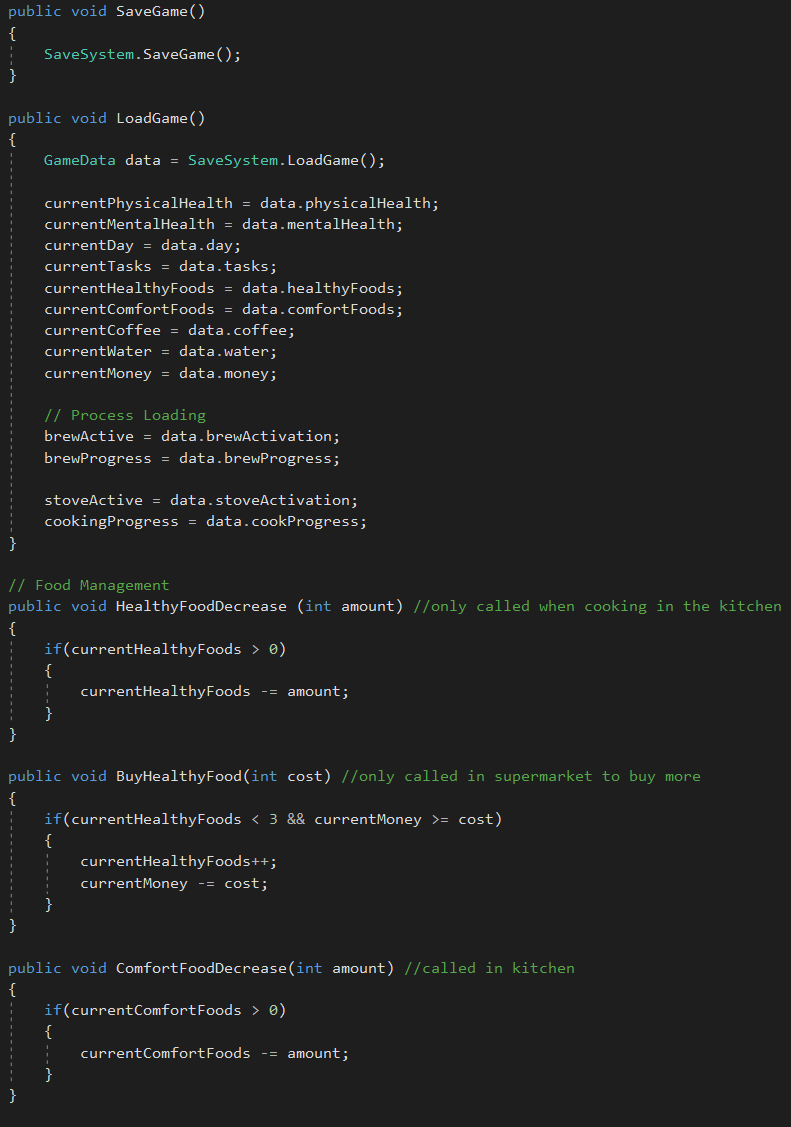 public void SaveGame()
{
    SaveSystem.SaveGame();
}

public void LoadGame()
{
    GameData data = SaveSystem.LoadGame();

    currentPhysicalHealth = data.physicalHealth;
    currentMentalHealth = data.mentalHealth;
    currentDay = data.day;
    currentTasks = data.tasks;
    currentHealthyFoods = data.healthyFoods;
    currentComfortFoods = data.comfortFoods;
    currentCoffee = data.coffee;
    currentWater = data.water;
    currentMoney = data.money;

    // Process Loading
    brewActive = data.brewActivation;
    brewProgress = data.brewProgress;

    stoveActive = data.stoveActivation;
    cookingProgress = data.cookProgress;
}

// Food Management
public void HealthyFoodDecrease (int amount) //only called when cooking in the kitchen
{
    if(currentHealthyFoods > 0)
    {
        currentHealthyFoods -= amount;
    }
}

public void BuyHealthyFood(int cost) //only called in supermarket to buy more
{
    if(currentHealthyFoods < 3 && currentMoney >= cost)
    {
        currentHealthyFoods++;
        currentMoney -= cost;
    }
}

public void ComfortFoodDecrease(int amount) //called in kitchen
{
    if(currentComfortFoods > 0)
    {
        currentComfortFoods -= amount;
    }
}